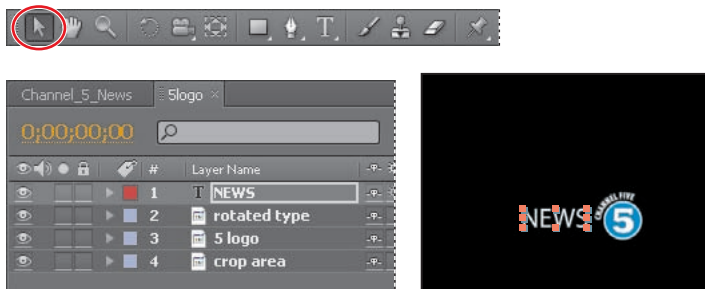 T
Channel_5_News 5logo ×
0;00;00;00
# Layer Name
1 T NEWS
2 rotated type
3 5 logo
4 crop area
CHANNEL FIVE
NEWS 5